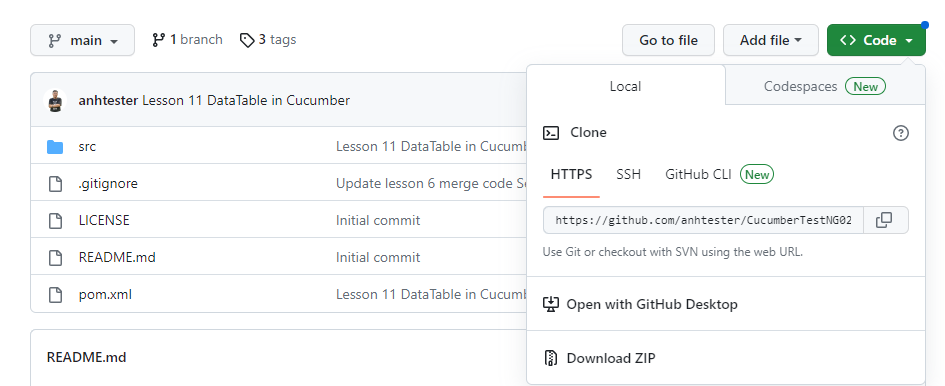 main 1 branch 3 tags Go to file Add file Code
anhtester Lesson 11 DataTable in Cucumber
src Lesson 11 DataTable in Cucumb
.gitignore Update lesson 6 merge code Se
LICENSE Initial commit
README.md Initial commit
pom.xml Lesson 11 DataTable in Cucumb
README.md
Local Codespaces New
Clone
HTTPS SSH GitHub CLI New
https://github.com/anhtester/CucumberTestNG02
Use Git or checkout with SVN using the web URL.
Open with GitHub Desktop
Download ZIP